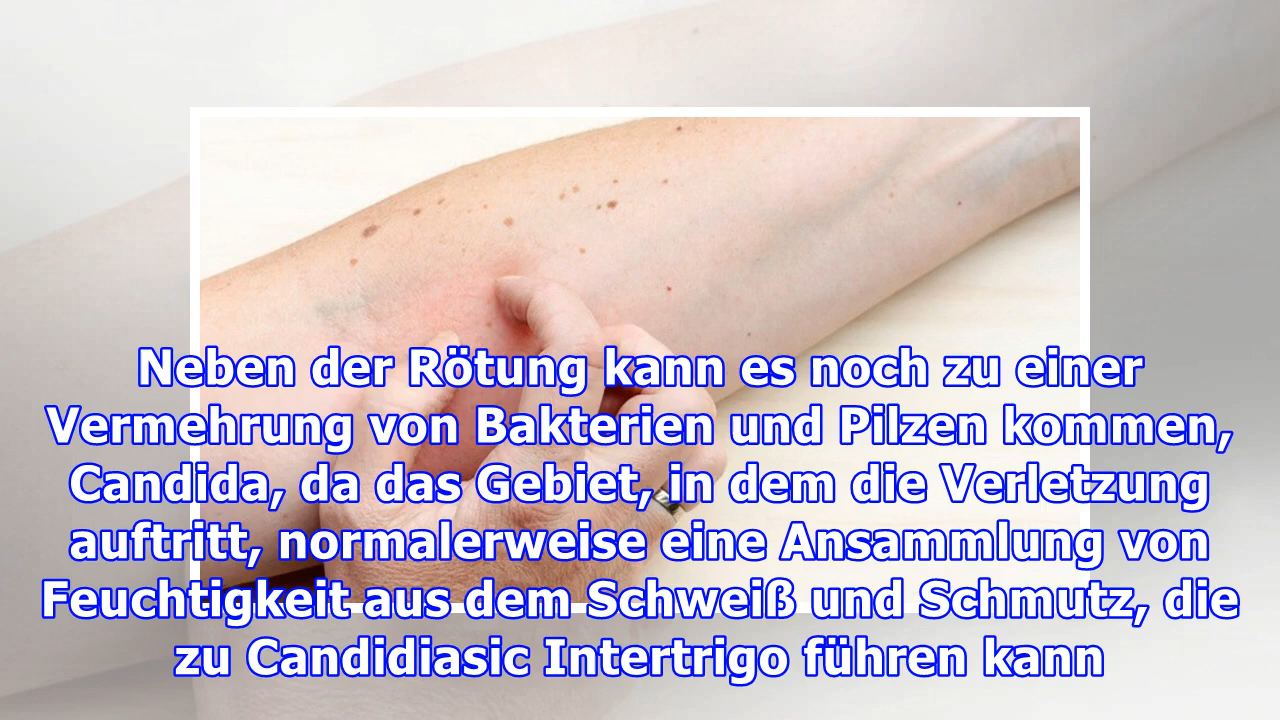 Neben der Rötung kann es noch zu einer
Vermehrung von Bakterien und Pilzen kommen,
Candida, da das Gebiet, in dem die Verletzung
auftritt, normalerweise eine Ansammlung von
Feuchtigkeit aus dem Schweiß und Schmutz, die
zu Candidiasic Intertrigo führen kann